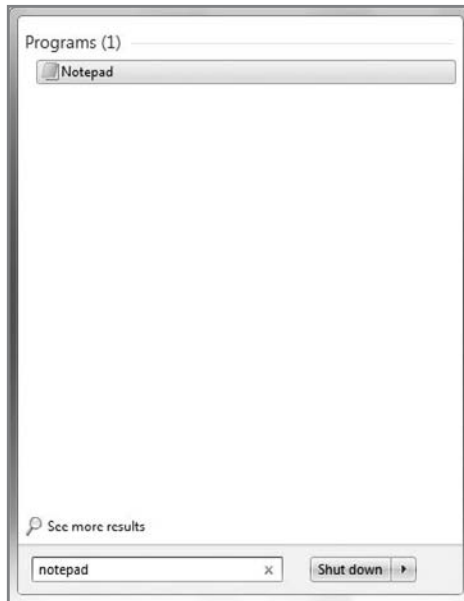 Programs (1)
Notepad
See more results
notepad
Shut down